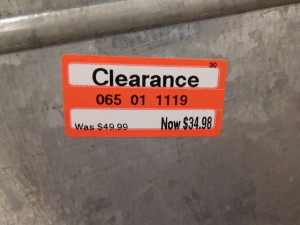 30
Clearance
065 01 1119
Was $49.99 Now $34.98